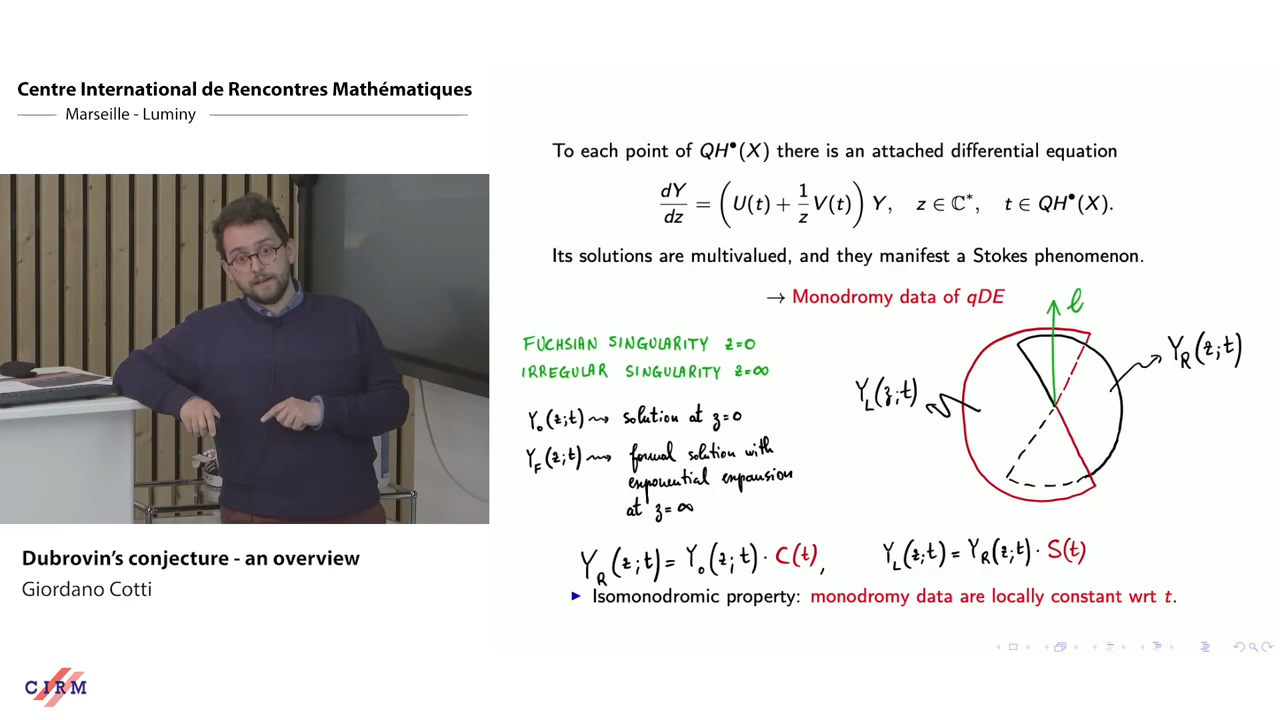 Centre International de Rencontres Mathématiques
Marseille - Luminy
Dubrovin's conjecture - an overview
Giordano Cotti
CIRM
To each point of QH•(X) there is an attached differential equation
dY/dz = (U(t) + 1/z V(t)) Y, z ∈ ℂ*, t ∈ QH•(X).
Its solutions are multivalued, and they manifest a Stokes phenomenon.
→ Monodromy data of qDE
FUCHSIAN SINGULARITY z=0
IRREGULAR SINGULARITY z=∞
Y₀(z;t) ⇝ solution at z=0
Y_F(z;t) ⇝ formal solution with
exponential expansion
at z=∞
ℓ
Y_L(z;t)
Y_R(z;t)
Y_R(z;t) = Y₀(z;t) · C(t), Y_L(z;t) = Y_R(z;t) · S(t)
▶ Isomonodromic property: monodromy data are locally constant wrt t.